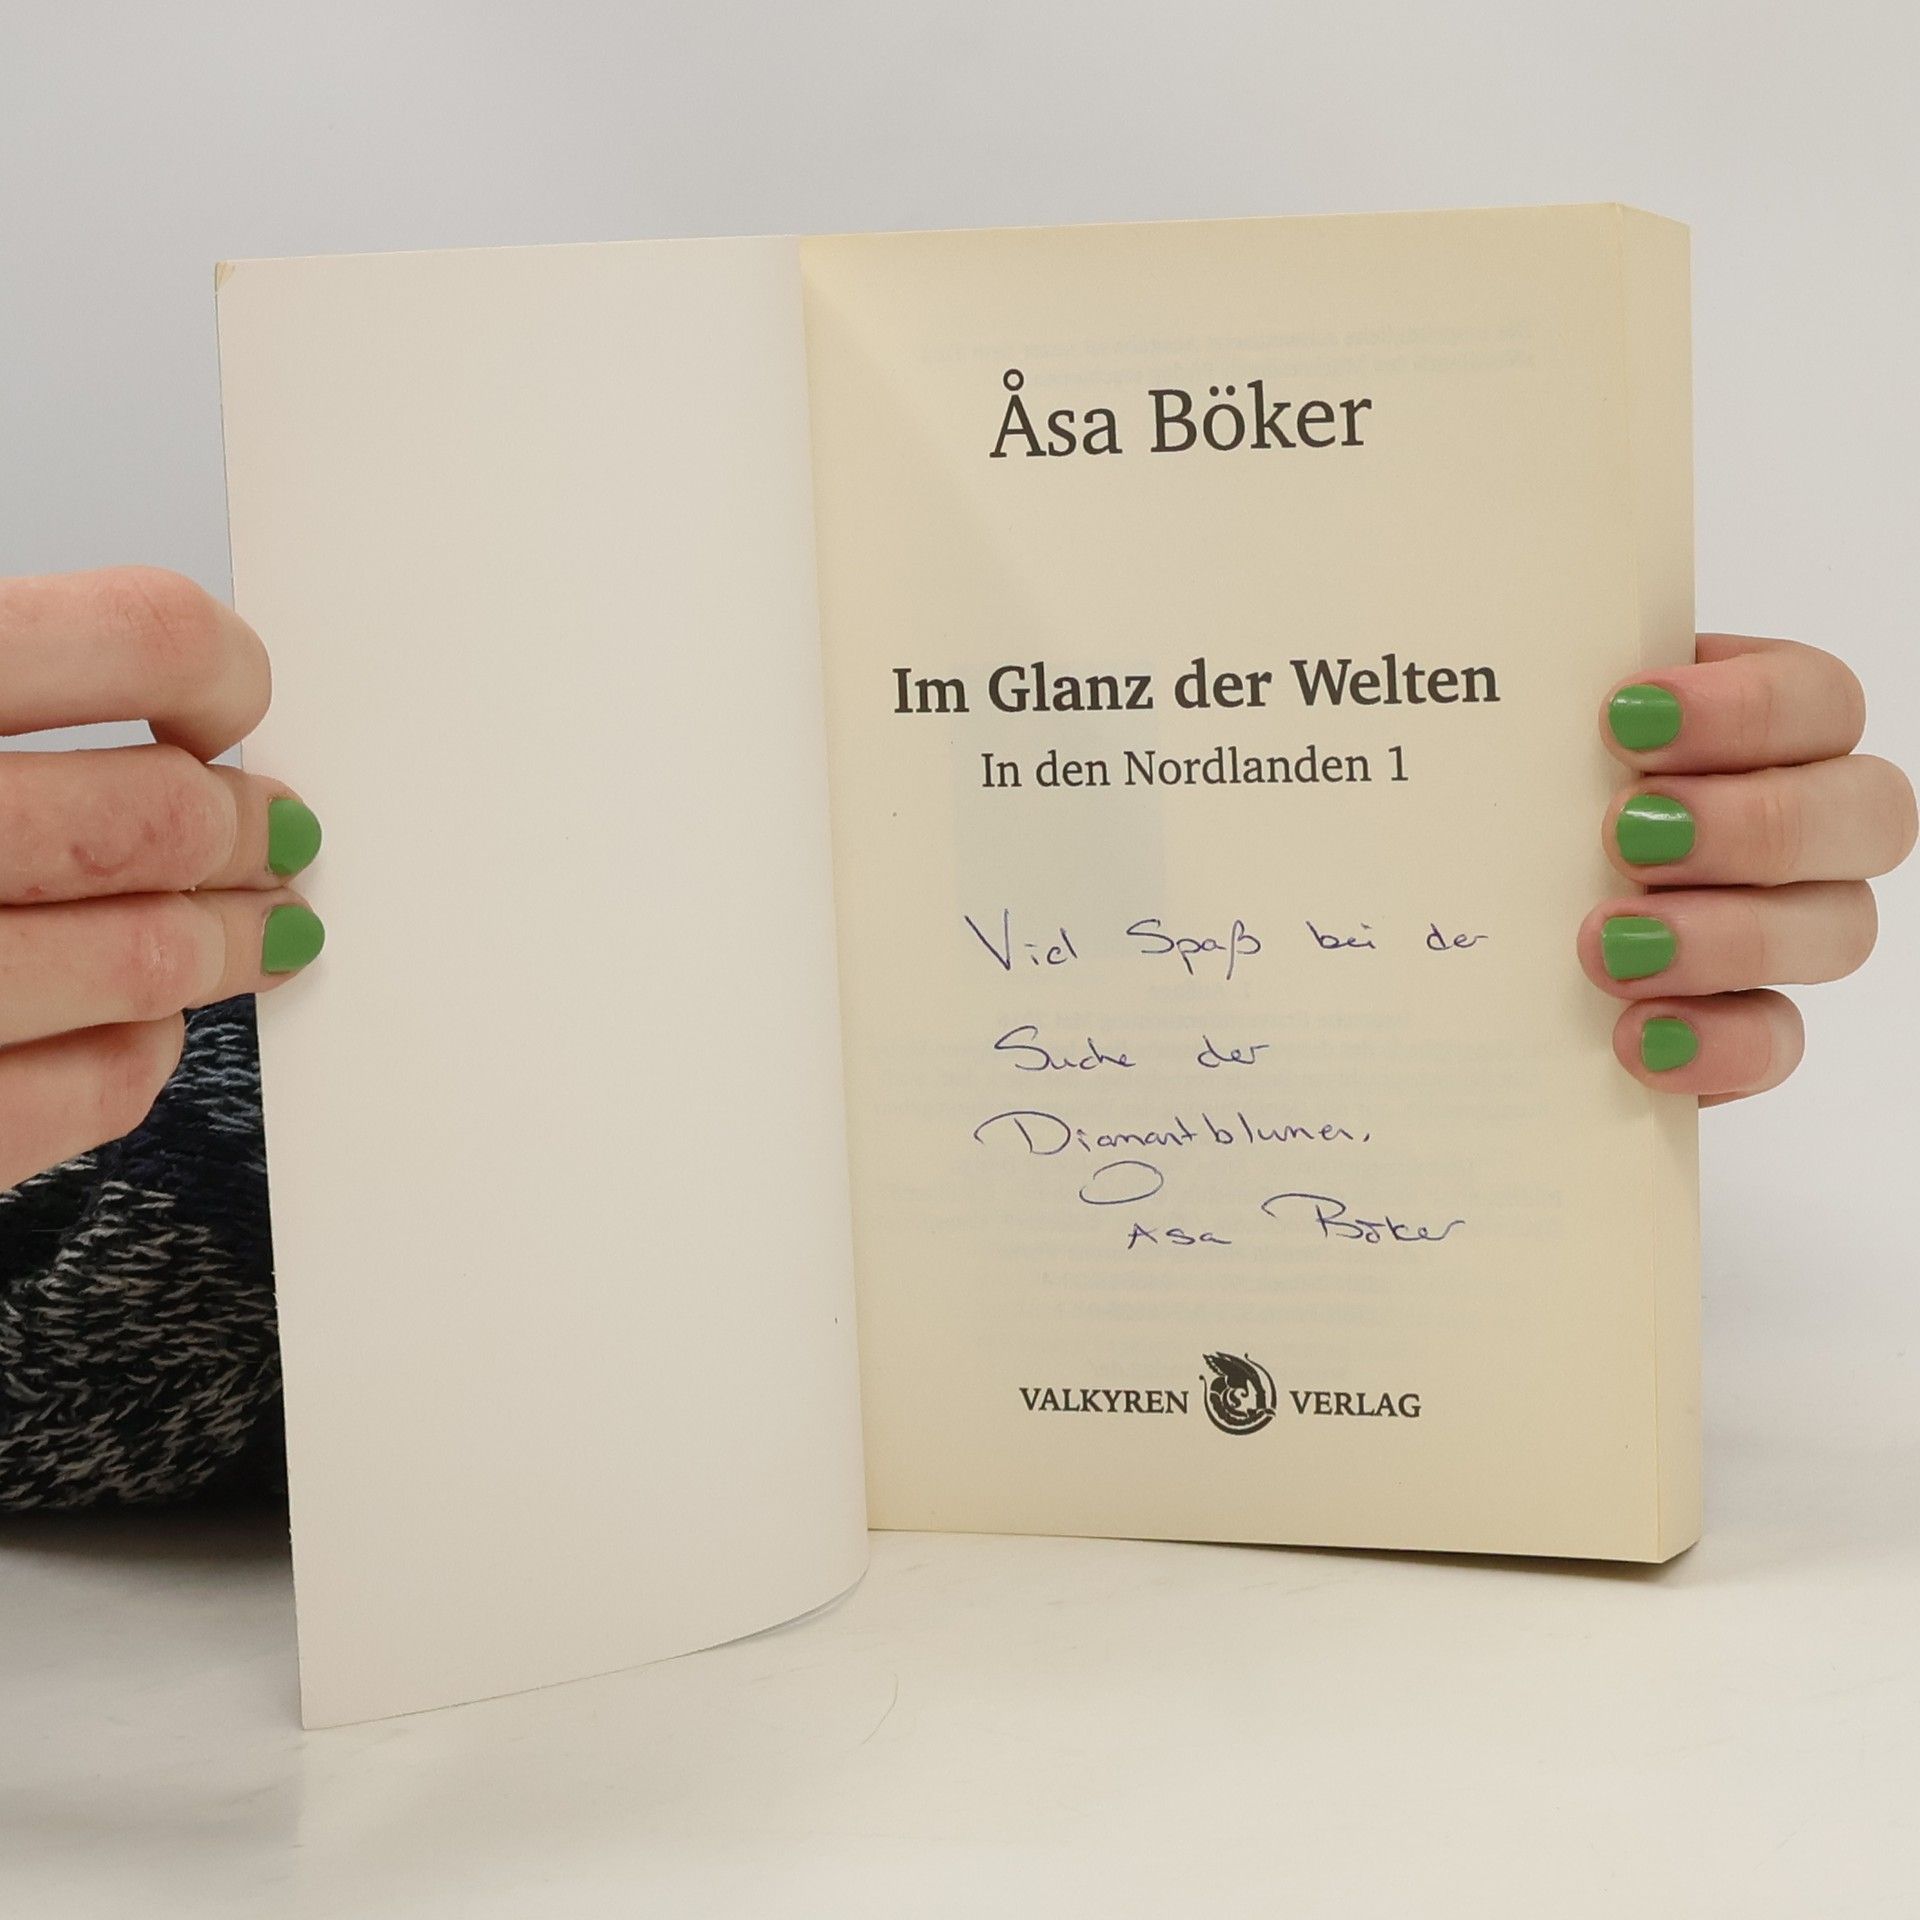 Åsa Böker
Im Glanz der Welten
In den Nordlanden 1
Viel Spaß bei der
Suche der
Diamantblumen.
Åsa Böker
VALKYREN VERLAG